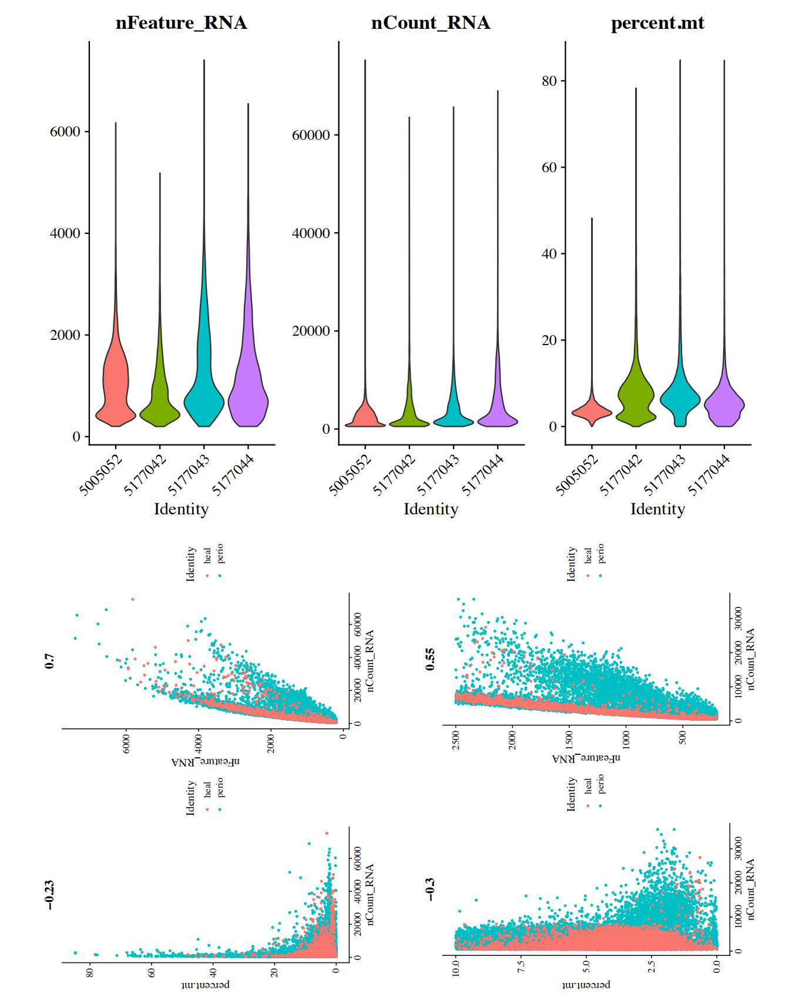 nFeature_RNA
6000
4000
2000
0
5005052
5177042
5177043
5177044
Identity
nCount_RNA
60000
40000
20000
0
5005052
5177042
5177043
5177044
Identity
percent.mt
80
60
40
20
0
5005052
5177042
5177043
5177044
Identity
0.7
Identity
heal
perio
6000
4000
2000
0
nFeature_RNA
0
20000
40000
60000
nCount_RNA
0.55
Identity
heal
perio
2500
2000
1500
1000
500
nFeature_RNA
0
10000
20000
30000
nCount_RNA
−0.23
Identity
heal
perio
80
60
40
20
0
percent.mt
0
20000
40000
60000
nCount_RNA
−0.3
Identity
heal
perio
10.0
7.5
5.0
2.5
0.0
percent.mt
0
10000
20000
30000
nCount_RNA